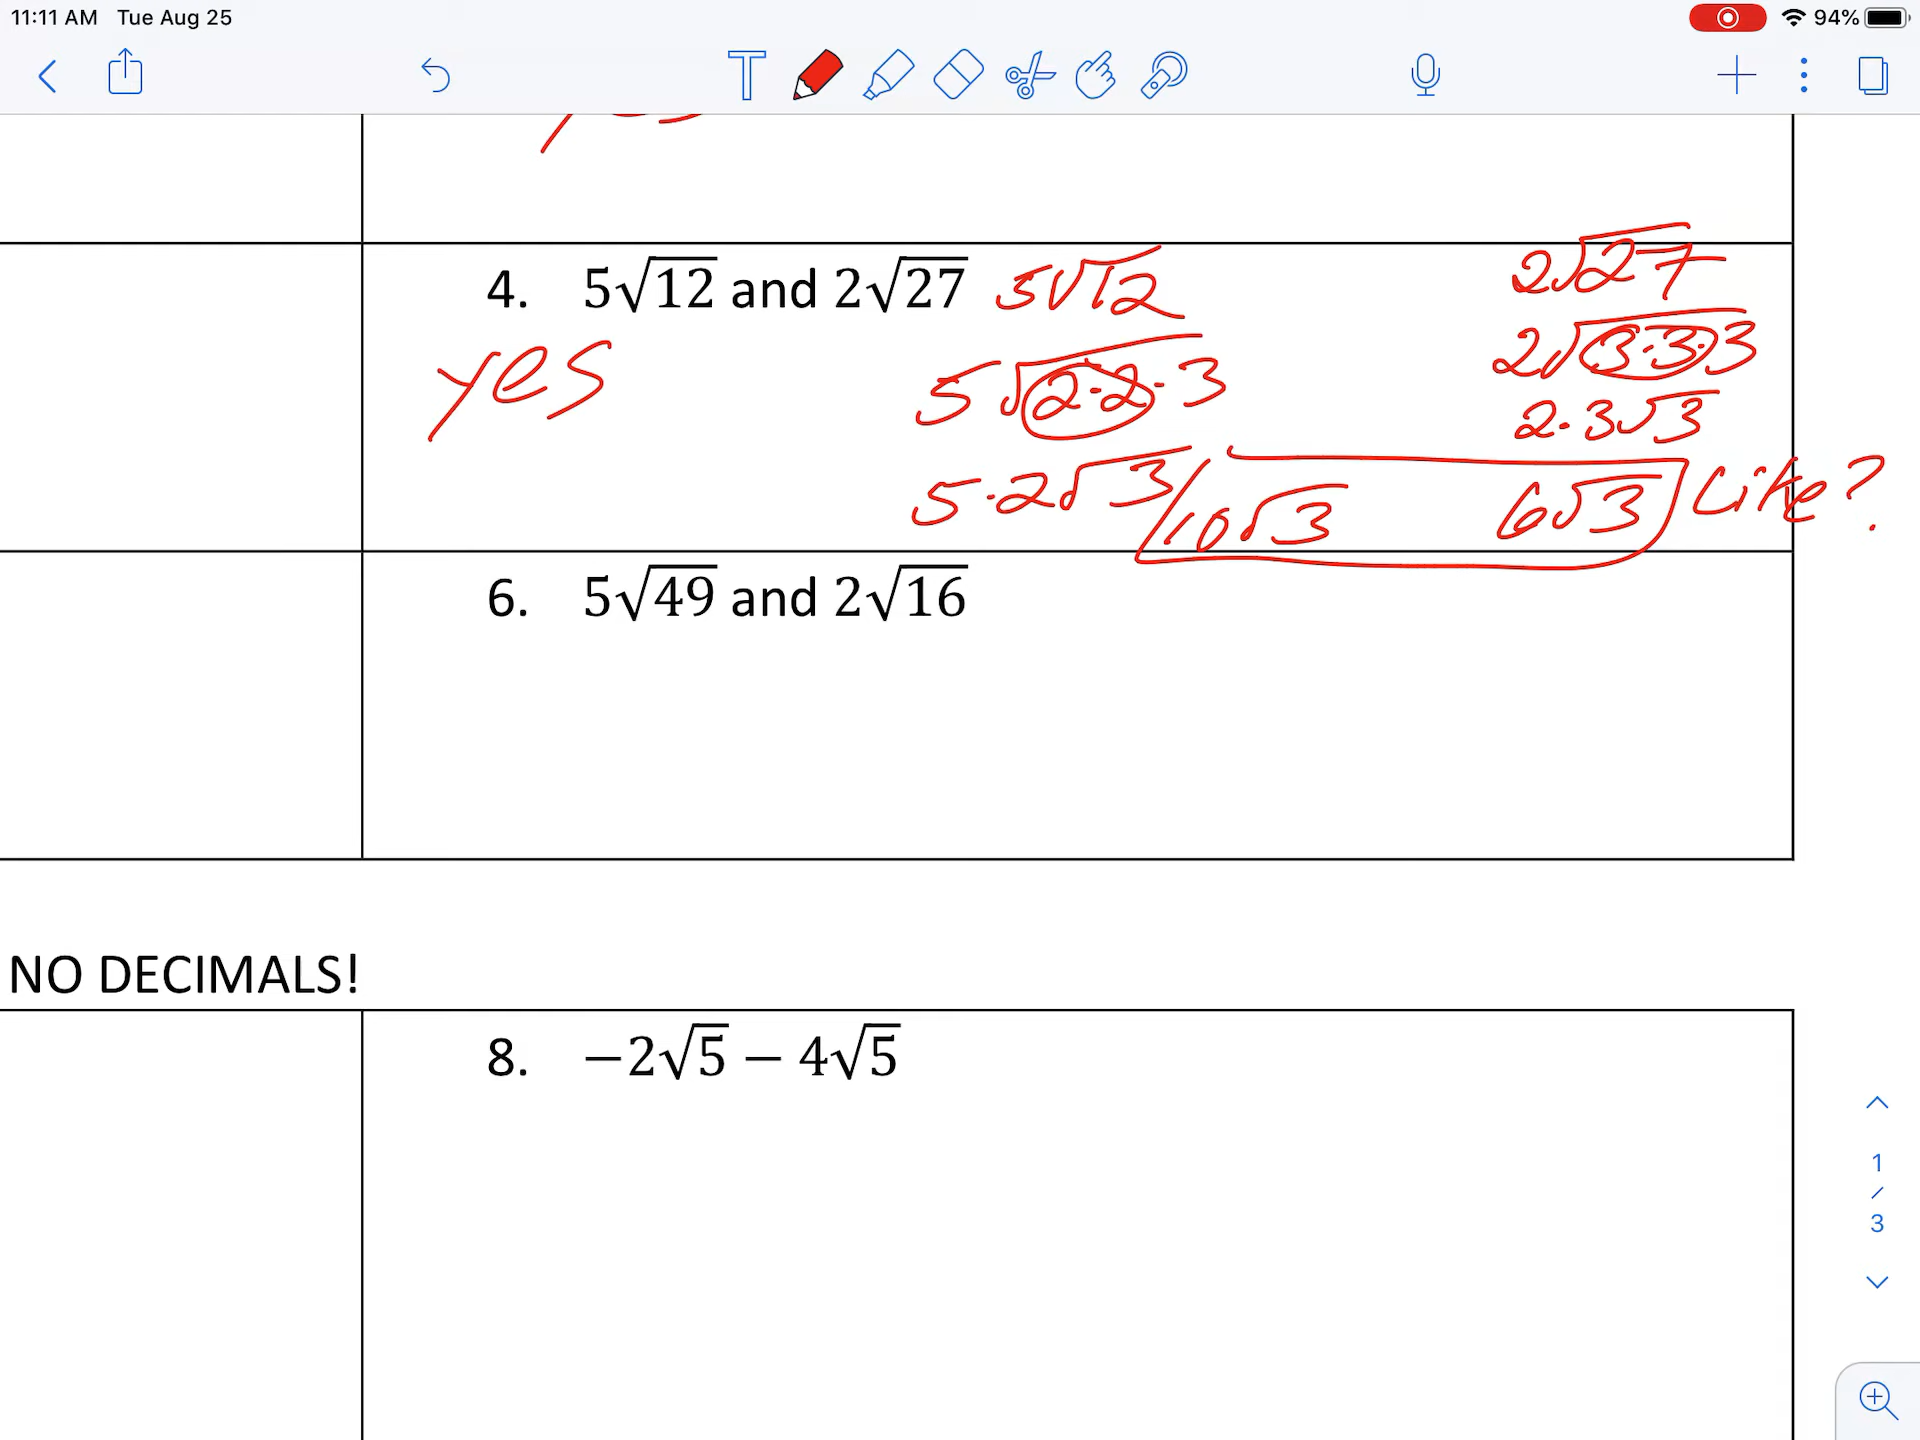 11:11 AM Tue Aug 25 94%
T
4. 5√12 and 2√27
yes
5√12
5√2·2·3
5·2√3
10√3
2√27
2√3·3·3
2·3√3
6√3
Like?
6. 5√49 and 2√16
NO DECIMALS!
8. −2√5 − 4√5
1
/
3